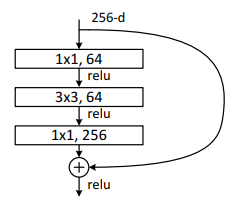 256-d
1x1, 64
relu
3x3, 64
relu
1x1, 256
relu